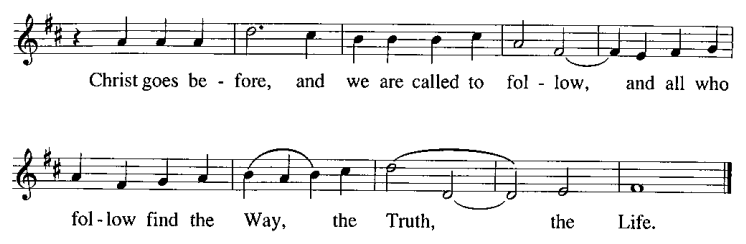 Christ goes be - fore, and we are called to fol - low, and all who
fol - low find the Way, the Truth, the Life.